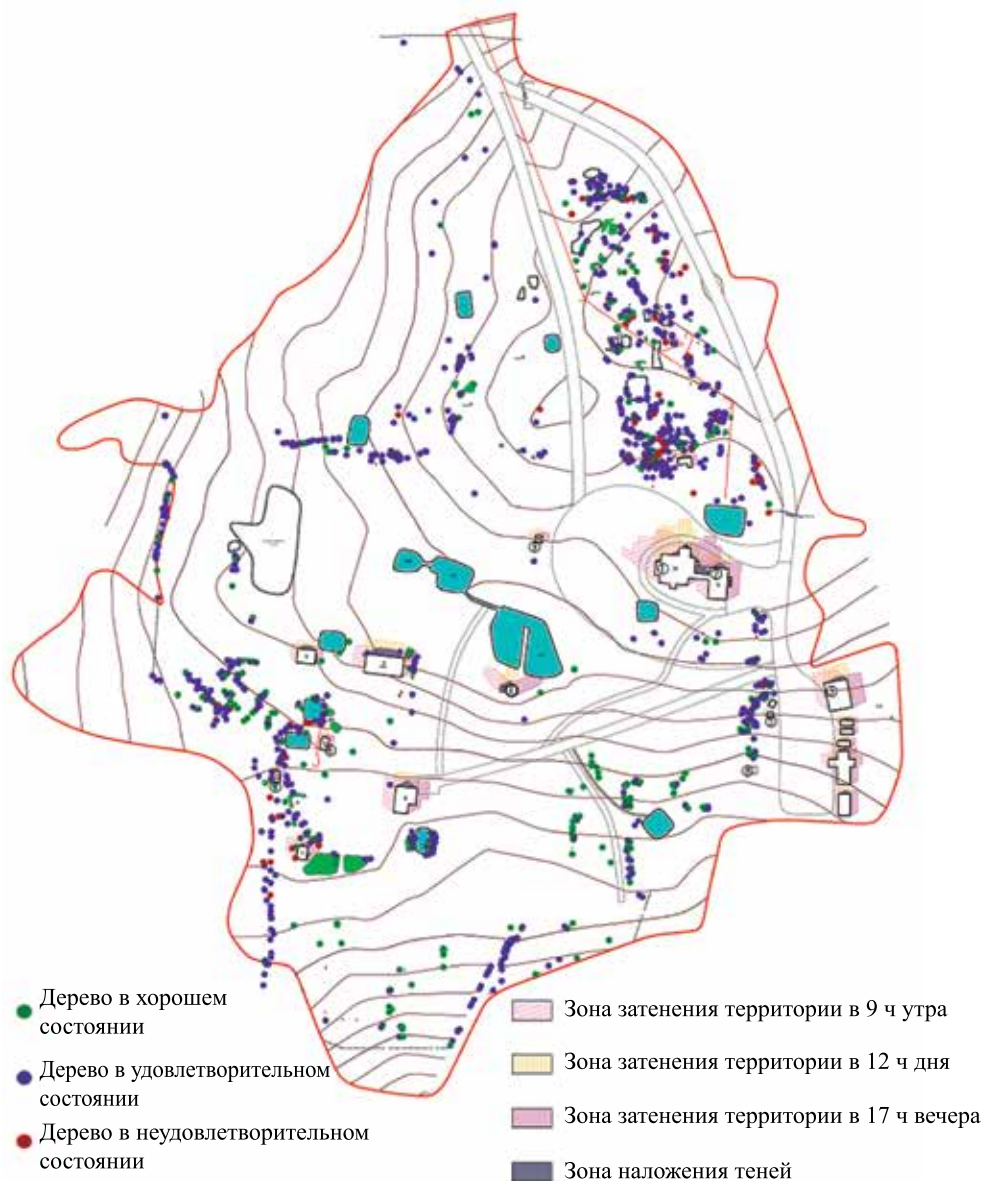 Дерево в хорошем
состоянии
Дерево в удовлетворительном
состоянии
Дерево в неудовлетворительном
состоянии
Зона затенения территории в 9 ч утра
Зона затенения территории в 12 ч дня
Зона затенения территории в 17 ч вечера
Зона наложения теней